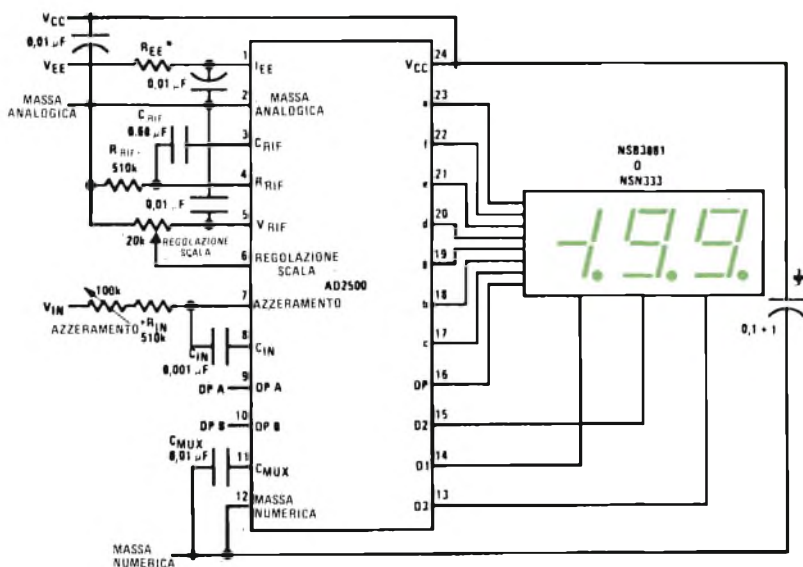 VCC
0,01 µF
VEE
REE*
0,01 µF
MASSA
ANALOGICA
CRIF
0.68 µF
RRIF-
510k
0,01 µF
20k
REGOLAZIONE
SCALA
VIN
100k
AZZERAMENTO
*RIN
510k
CIN
0,001 µF
DP A
DP B
CMUX
0,01 µF
MASSA
NUMERICA
1
IEE
2
MASSA
ANALOGICA
3
CRIF
4
RRIF
5
VRIF
6
REGOLAZIONE
SCALA
AD2500
7
AZZERAMENTO
8
CIN
9
DP A
10
DP B
11
CMUX
12
MASSA
NUMERICA
24
VCC
23
a
22
f
21
e
20
d
19
g
18
b
17
c
16
DP
15
D2
14
D1
13
D3
NSB3881
O
NSN333
-1.9.9.
0,1 ÷ 1